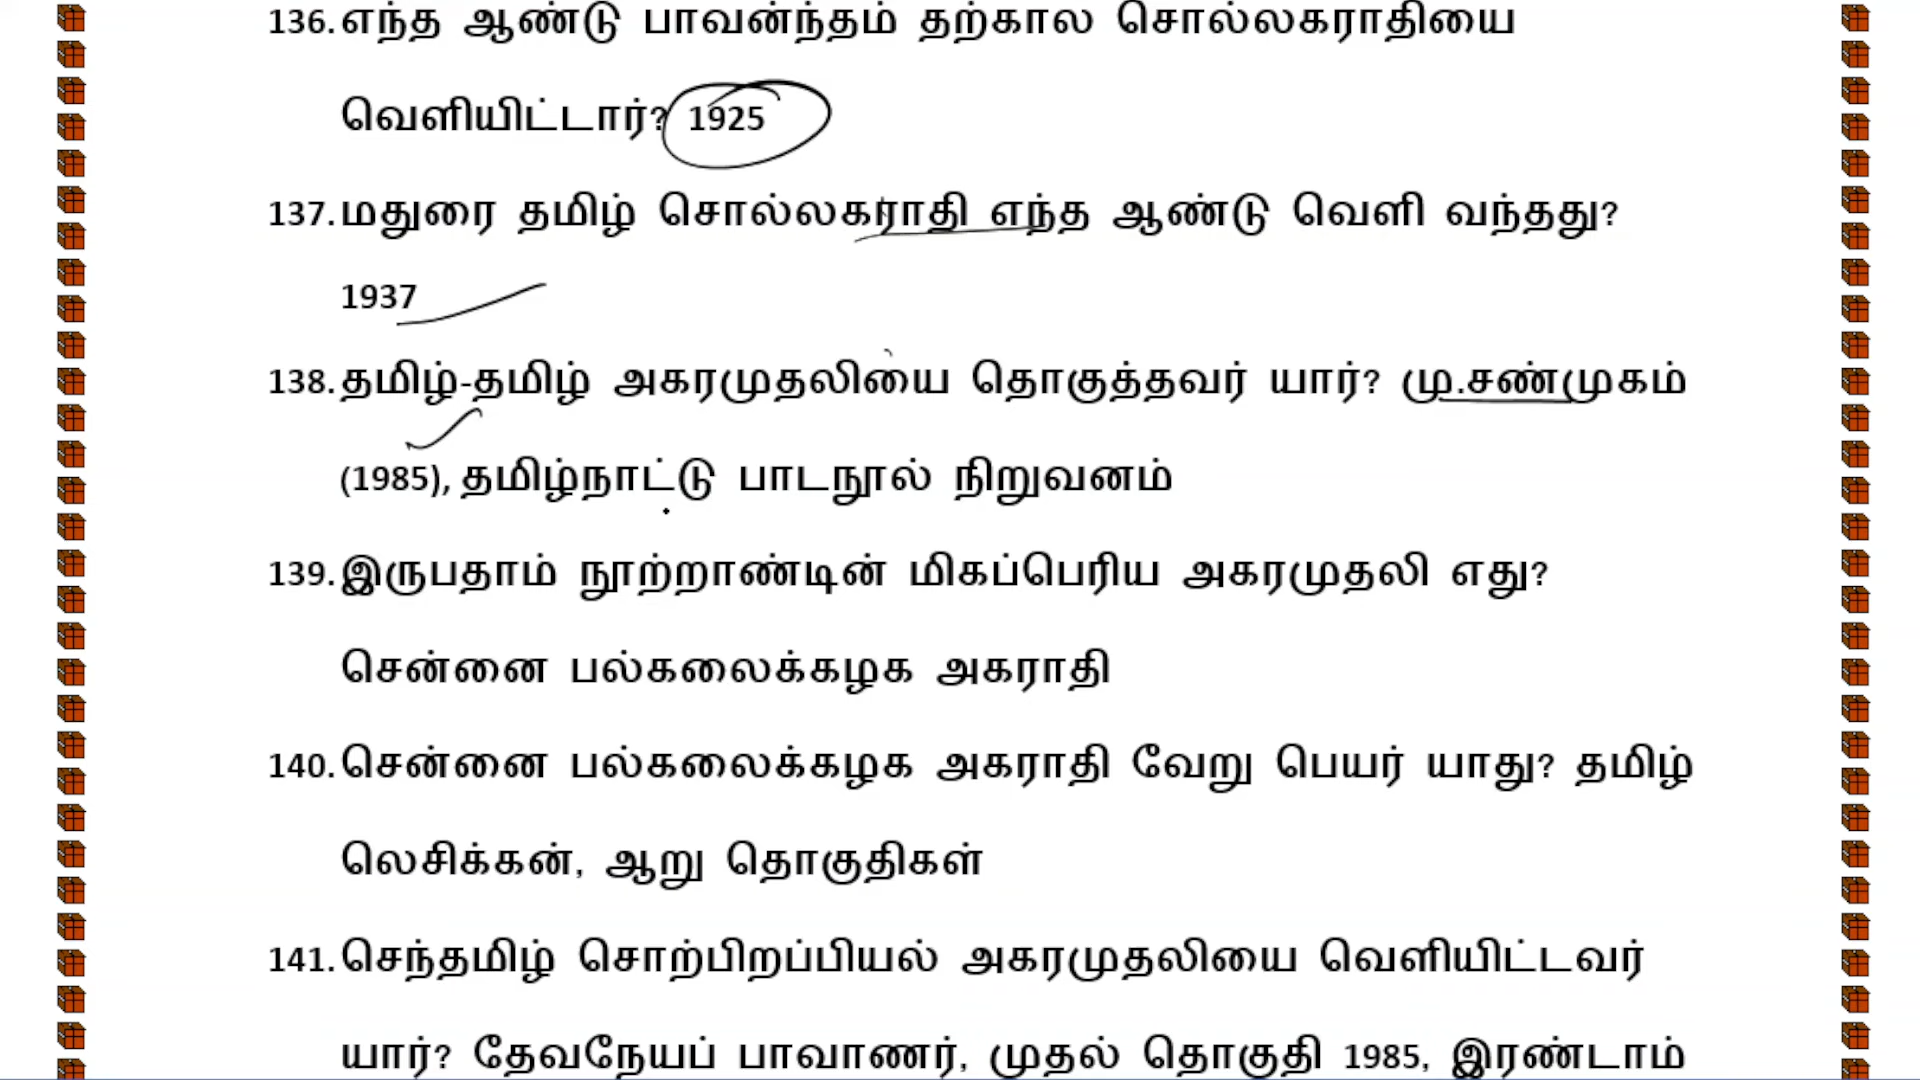 136.எந்த ஆண்டு பாவன்ந்தம் தற்கால சொல்லகராதியை
வெளியிட்டார்? 1925
137.மதுரை தமிழ் சொல்லகராதி எந்த ஆண்டு வெளி வந்தது?
1937
138.தமிழ்-தமிழ் அகரமுதலியை தொகுத்தவர் யார்? மு.சண்முகம்
(1985), தமிழ்நாட்டு பாடநூல் நிறுவனம்
139.இருபதாம் நூற்றாண்டின் மிகப்பெரிய அகரமுதலி எது?
சென்னை பல்கலைக்கழக அகராதி
140.சென்னை பல்கலைக்கழக அகராதி வேறு பெயர் யாது? தமிழ்
லெசிக்கன், ஆறு தொகுதிகள்
141.செந்தமிழ் சொற்பிறப்பியல் அகரமுதலியை வெளியிட்டவர்
யார்? தேவநேயப் பாவாணர், முதல் தொகுதி 1985, இரண்டாம்